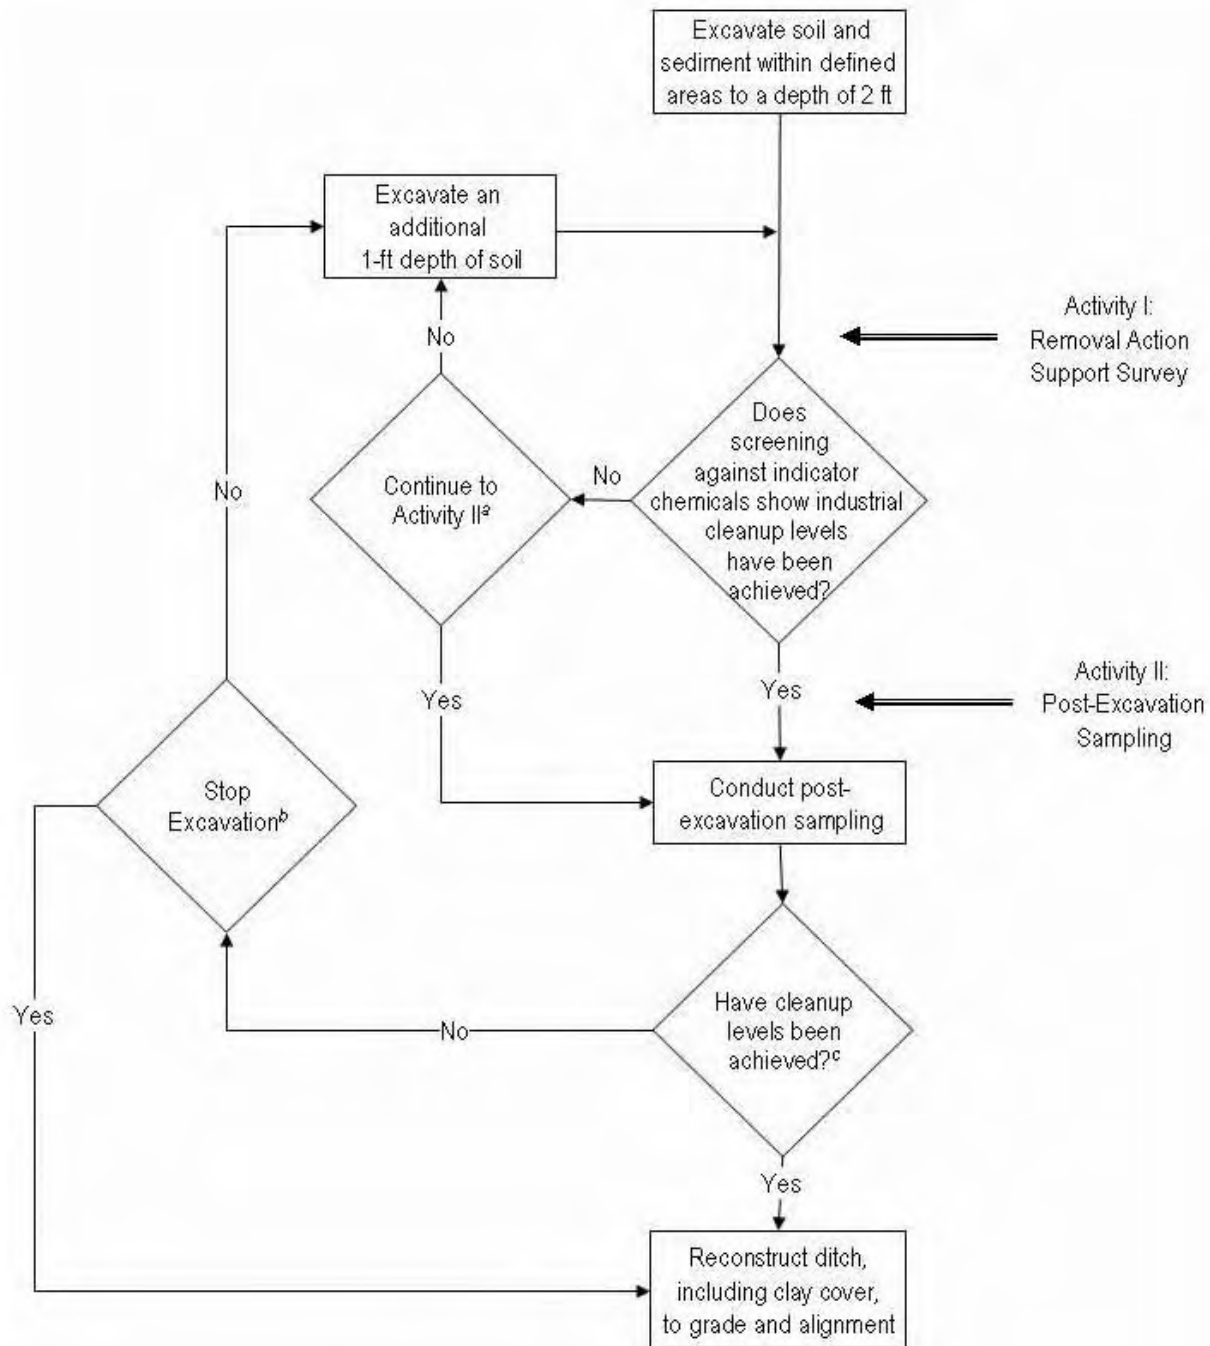 Excavate soil and
sediment within defined
areas to a depth of 2 ft
Excavate an
additional
1-ft depth of soil
No
Activity I:
Removal Action
Support Survey
Does
screening
against indicator
chemicals show industrial
cleanup levels
have been
achieved?
No
Continue to
Activity IIª
No
Yes
Yes
Activity II:
Post-Excavation
Sampling
Stop
Excavationᵇ
Conduct post-
excavation sampling
Yes
No
Have cleanup
levels been
achieved?ᶜ
Yes
Reconstruct ditch,
including clay cover,
to grade and alignment